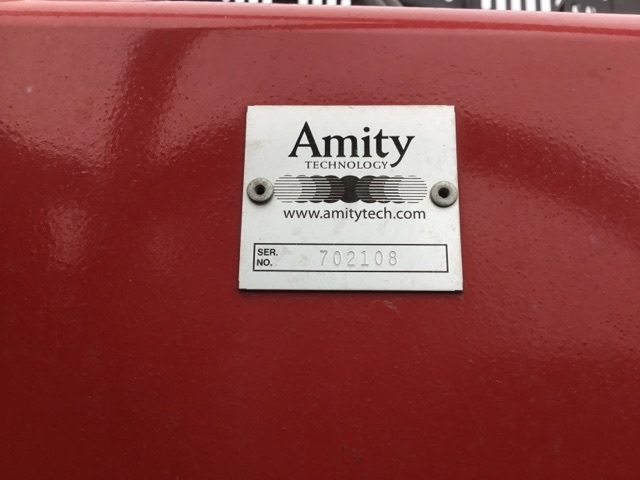 Amity
TECHNOLOGY
www.amitytech.com
SER.
NO. 702108